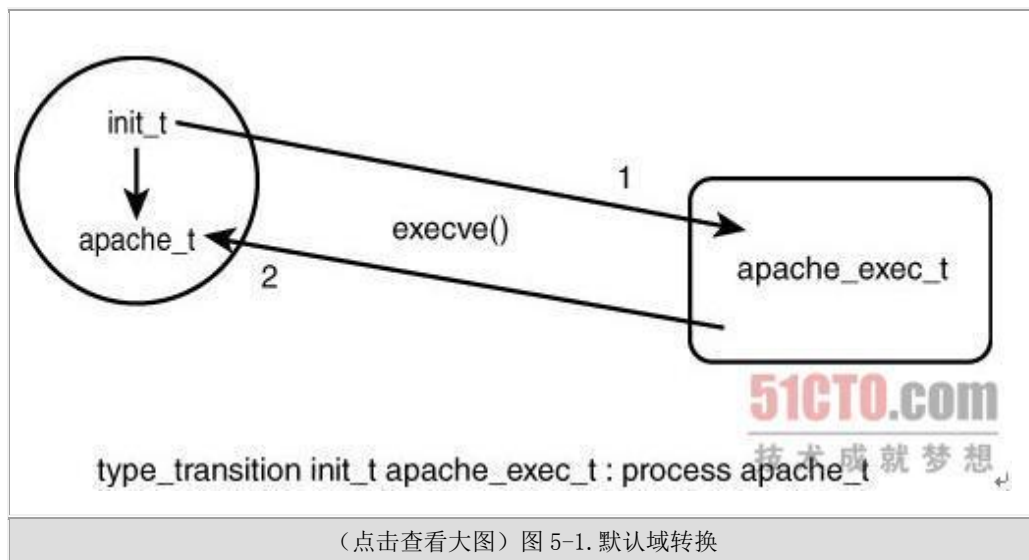 init_t
1
execve()
apache_t
2
apache_exec_t
51CTO.com
技术成就梦想
type_transition init_t apache_exec_t : process apache_t
（点击查看大图）图 5-1.默认域转换